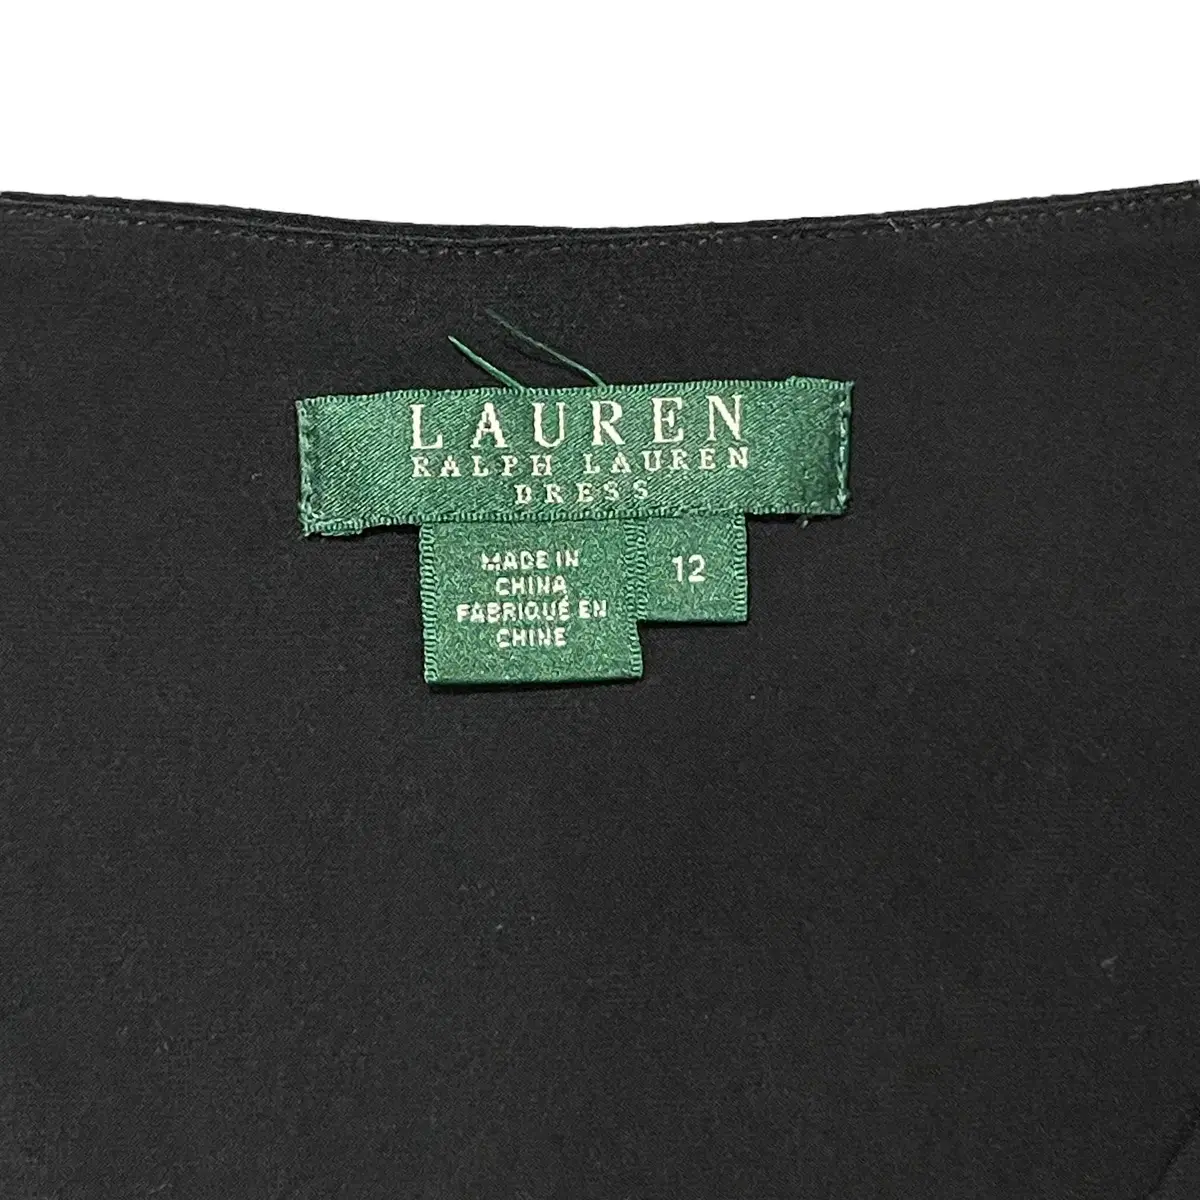 LAUREN
RALPH LAUREN
DRESS
MADE IN
CHINA
FABRIQUÉ EN
CHINE
12